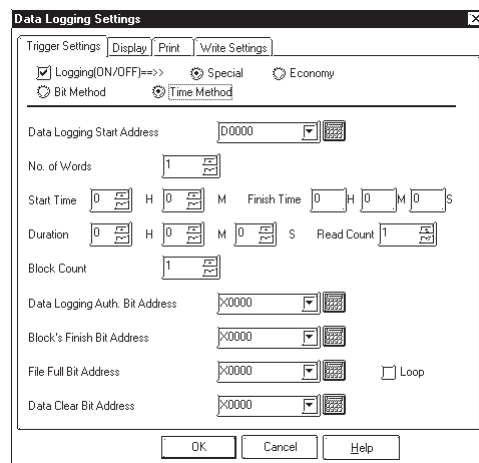 Data Logging Settings
Trigger Settings Display Print Write Settings
Logging(ON/OFF)==>> Special Economy
Bit Method Time Method
Data Logging Start Address D0000
No. of Words 1
Start Time 0 H 0 M Finish Time 0 H 0 M 0 S
Duration 0 H 0 M 0 S Read Count 1
Block Count 1
Data Logging Auth. Bit Address X0000
Block's Finish Bit Address X0000
File Full Bit Address X0000 Loop
Data Clear Bit Address X0000
OK Cancel Help